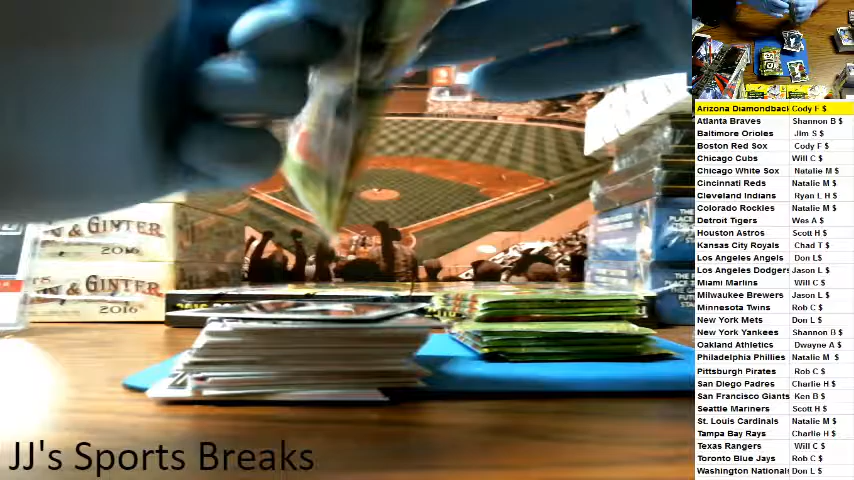 N & GINTER
2016
N & GINTER
2016
JJ's Sports Breaks
Arizona Diamondback Cody F $
Atlanta Braves Shannon B $
Baltimore Orioles Jim S $
Boston Red Sox Cody F $
Chicago Cubs Will C $
Chicago White Sox Natalie M $
Cincinnati Reds Natalie M $
Cleveland Indians Ryan L H $
Colorado Rockies Natalie M $
Detroit Tigers Wes A $
Houston Astros Scott H $
Kansas City Royals Chad T $
Los Angeles Angels Don L $
Los Angeles Dodgers Jason L $
Miami Marlins Will C $
Milwaukee Brewers Jason L $
Minnesota Twins Rob C $
New York Mets Don L $
New York Yankees Shannon B $
Oakland Athletics Dwayne A $
Philadelphia Phillies Natalie M $
Pittsburgh Pirates Rob C $
San Diego Padres Charlie H $
San Francisco Giants Ken B $
Seattle Mariners Scott H $
St. Louis Cardinals Natalie M $
Tampa Bay Rays Charlie H $
Texas Rangers Will C $
Toronto Blue Jays Rob C $
Washington Nationals Don L $